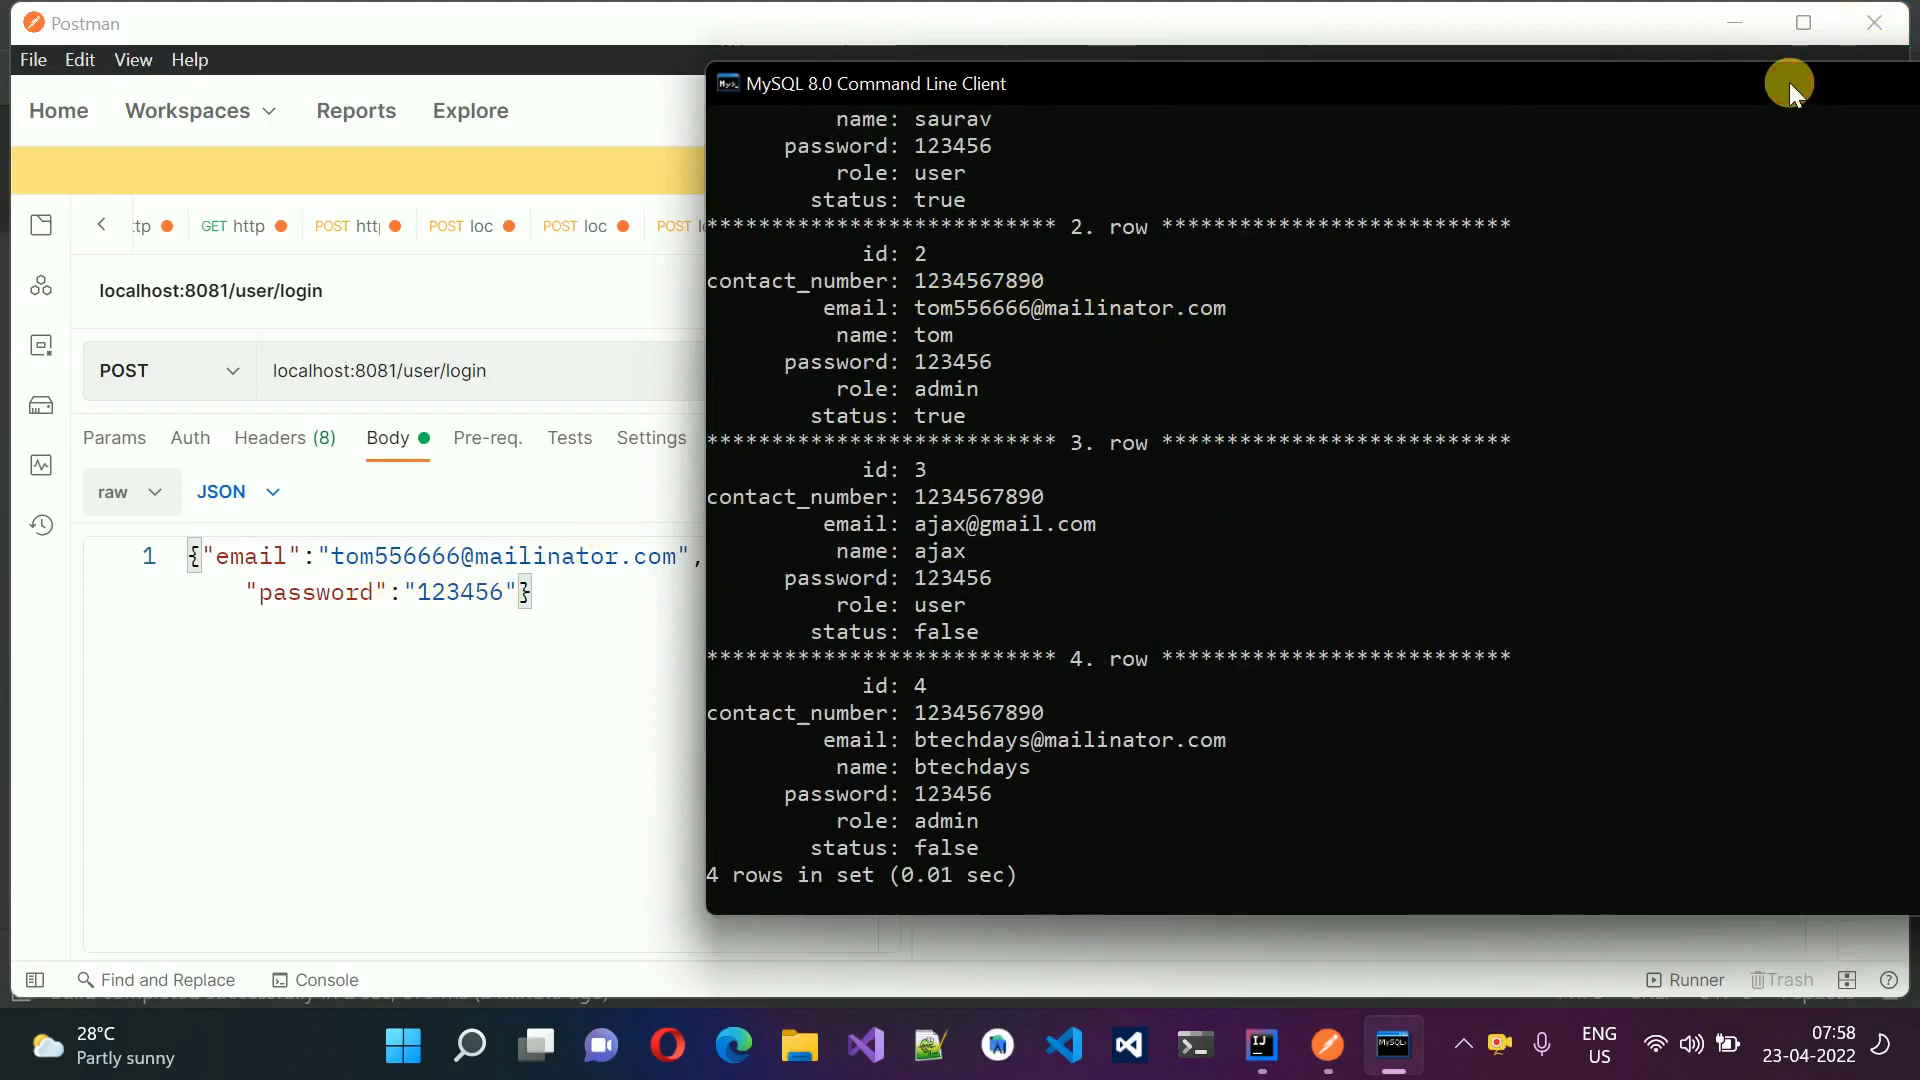 Postman
File Edit View Help
Home Workspaces Reports Explore
tp GET http POST htt POST loc POST loc POST
localhost:8081/user/login
POST localhost:8081/user/login
Params Auth Headers (8) Body Pre-req. Tests Settings
raw JSON
1 {"email":"tom556666@mailinator.com",
"password":"123456"}
MySQL 8.0 Command Line Client
name: saurav
password: 123456
role: user
status: true
*************************** 2. row ***************************
id: 2
contact_number: 1234567890
email: tom556666@mailinator.com
name: tom
password: 123456
role: admin
status: true
*************************** 3. row ***************************
id: 3
contact_number: 1234567890
email: ajax@gmail.com
name: ajax
password: 123456
role: user
status: false
*************************** 4. row ***************************
id: 4
contact_number: 1234567890
email: btechdays@mailinator.com
name: btechdays
password: 123456
role: admin
status: false
4 rows in set (0.01 sec)
Find and Replace Console Runner Trash
28°C
Partly sunny
ENG
US
07:58
23-04-2022